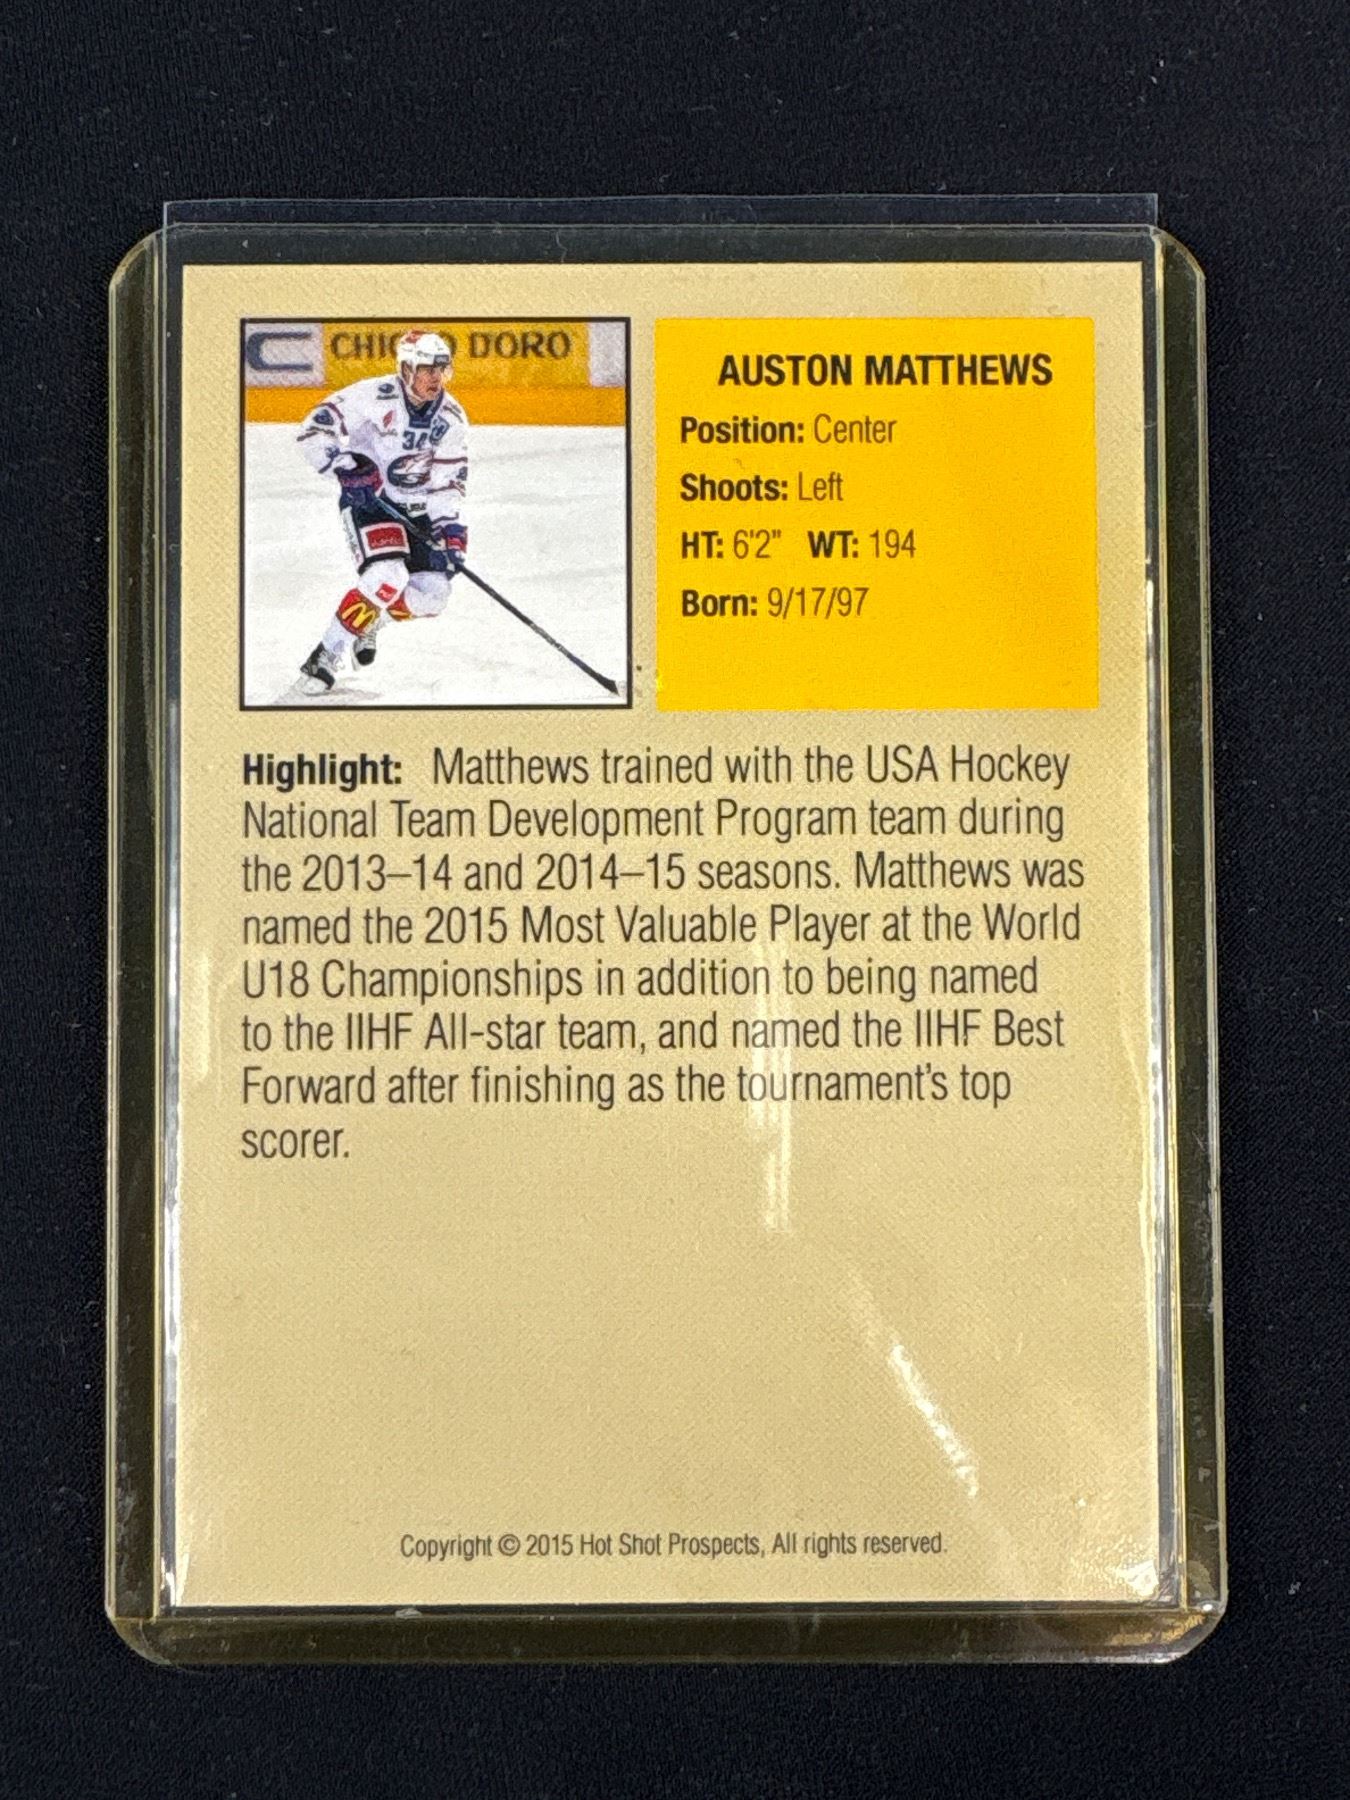 CHICCO D'ORO
34
AUSTON MATTHEWS
Position: Center
Shoots: Left
HT: 6'2" WT: 194
Born: 9/17/97
Highlight: Matthews trained with the USA Hockey
National Team Development Program team during
the 2013–14 and 2014–15 seasons. Matthews was
named the 2015 Most Valuable Player at the World
U18 Championships in addition to being named
to the IIHF All-star team, and named the IIHF Best
Forward after finishing as the tournament's top
scorer.
Copyright © 2015 Hot Shot Prospects, All rights reserved.